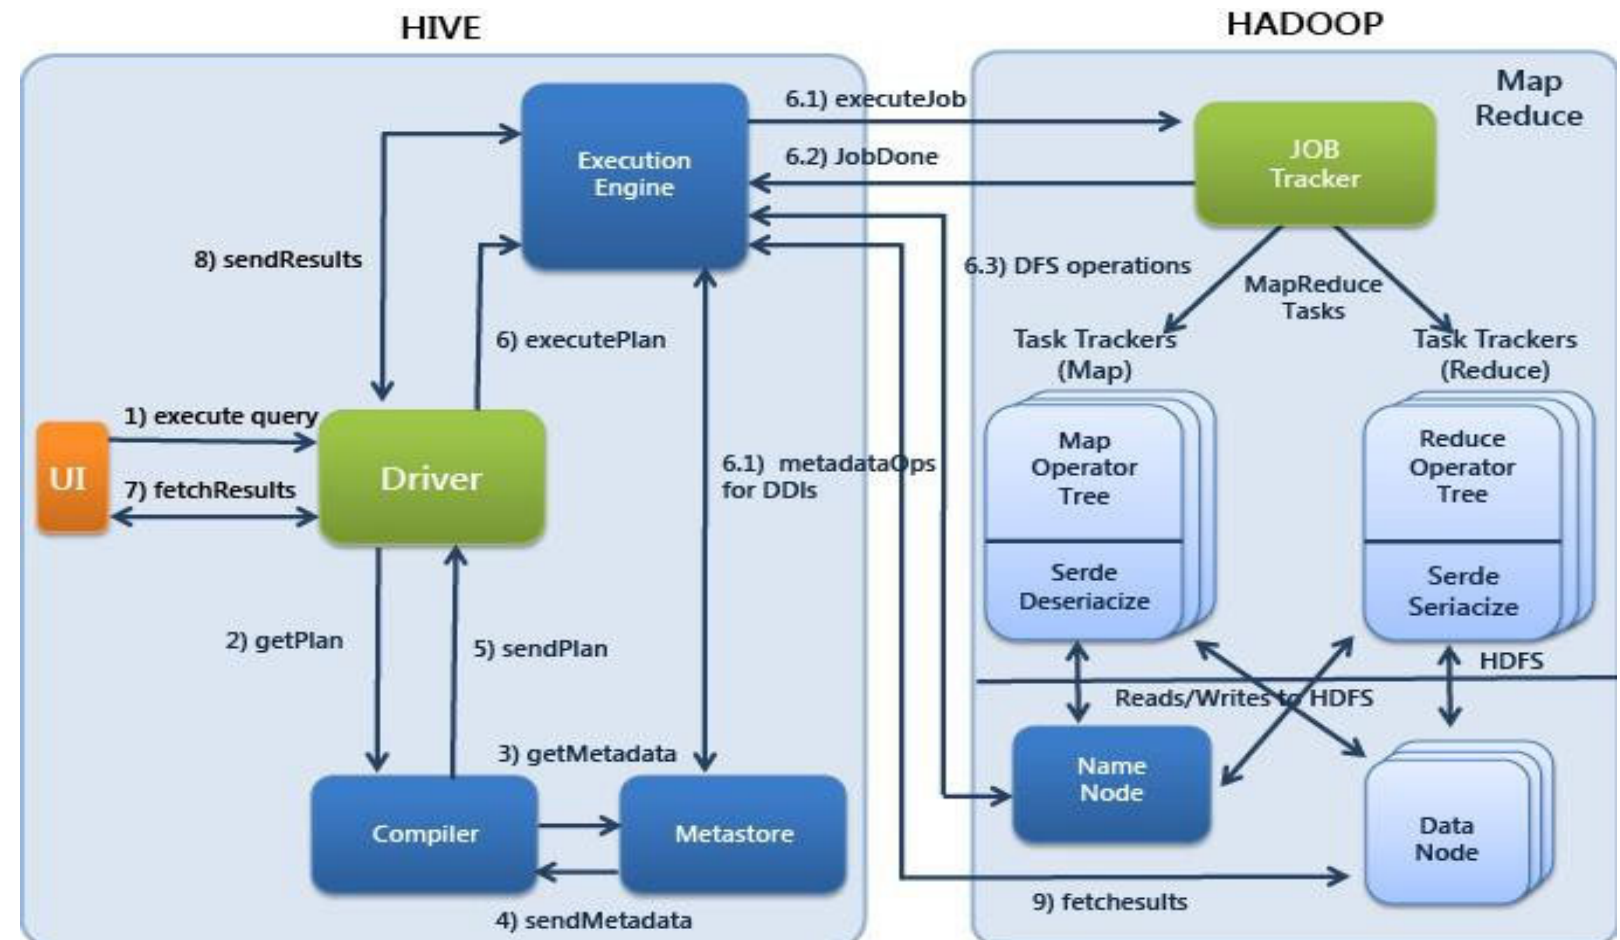 HIVE
HADOOP
Map
Reduce
Execution
Engine
6.1) executeJob
6.2) JobDone
JOB
Tracker
8) sendResults
6.3) DFS operations
MapReduce
Tasks
6) executePlan
Task Trackers
(Map)
Task Trackers
(Reduce)
1) execute query
UI
7) fetchResults
Driver
6.1) metadataOps
for DDIs
Map
Operator
Tree
Serde
Deseriacize
Reduce
Operator
Tree
Serde
Seriacize
2) getPlan
5) sendPlan
HDFS
Reads/Writes to HDFS
3) getMetadata
Compiler
Metastore
4) sendMetadata
Name
Node
Data
Node
9) fetchesults